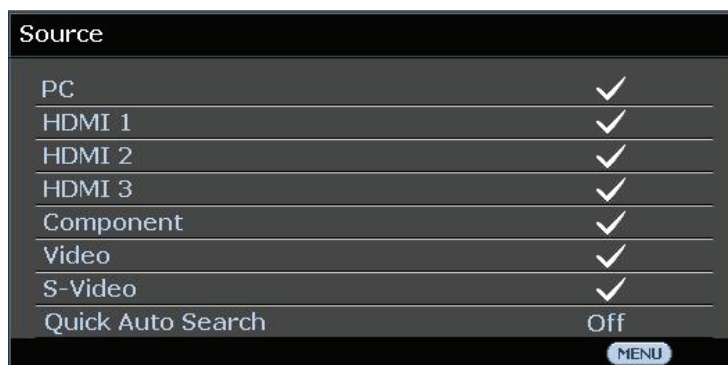 Source
PC
HDMI 1
HDMI 2
HDMI 3
Component
Video
S-Video
Quick Auto Search Off
MENU